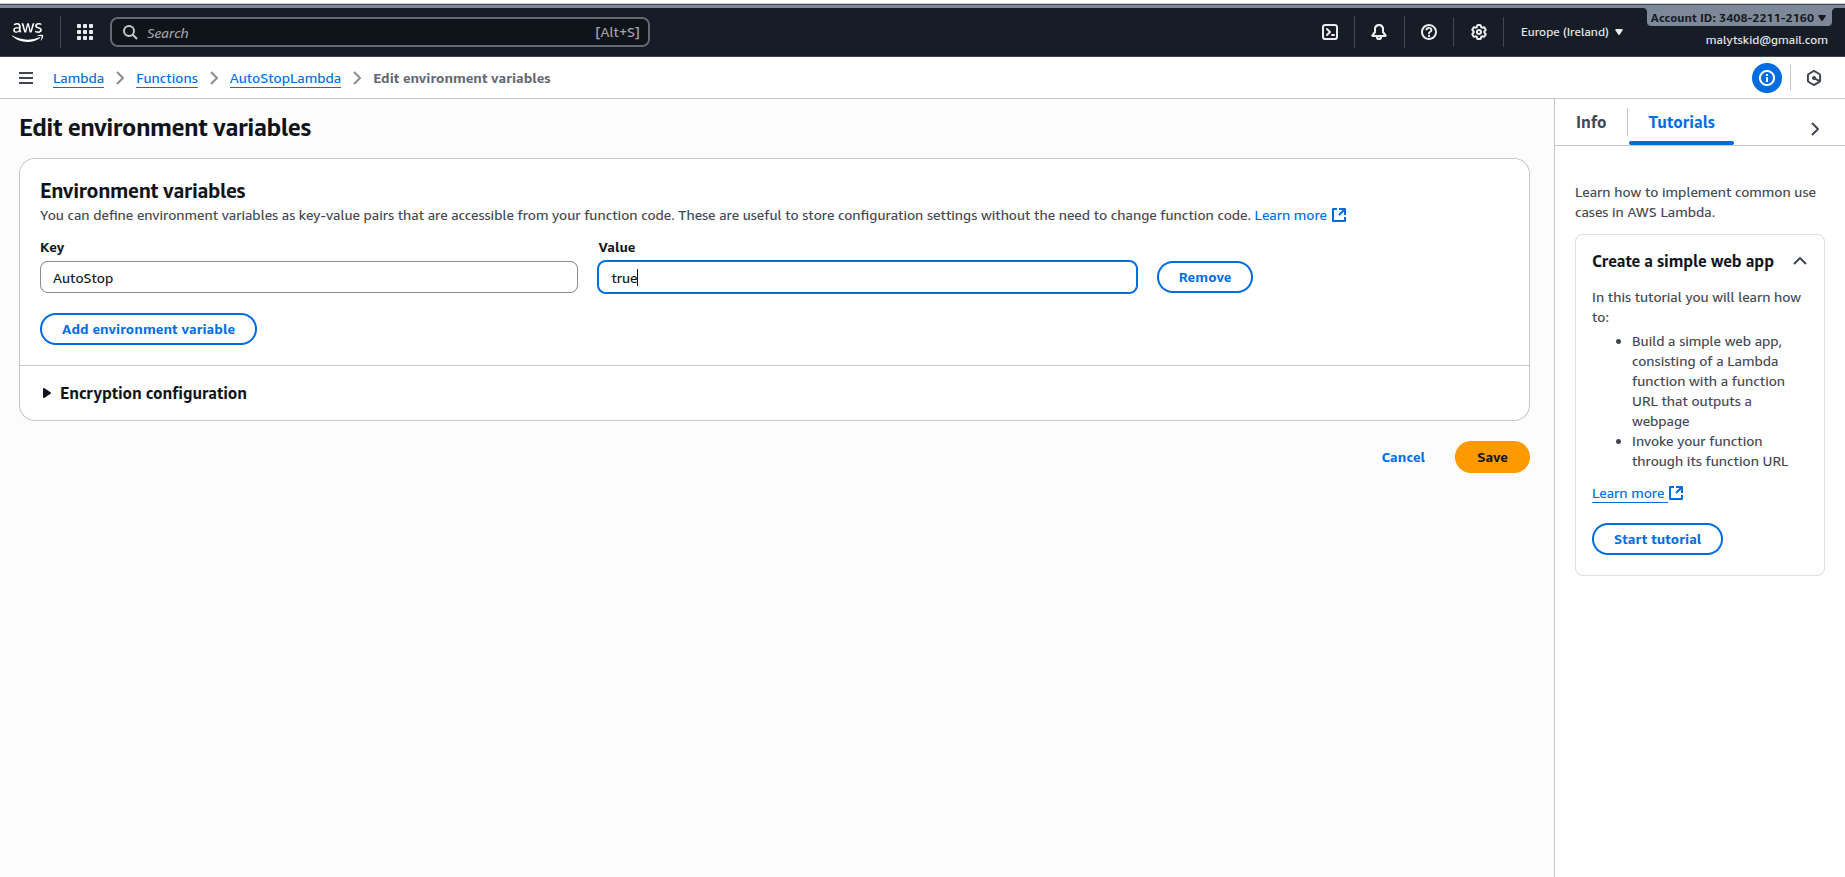 aws
Search
[Alt+S]
Europe (Ireland)
Account ID: 3408-2211-2160
malytskid@gmail.com
Lambda
Functions
AutoStopLambda
Edit environment variables
Edit environment variables
Environment variables
You can define environment variables as key-value pairs that are accessible from your function code. These are useful to store configuration settings without the need to change function code. Learn more
Key
Value
AutoStop
true
Remove
Add environment variable
Encryption configuration
Cancel
Save
Info
Tutorials
Learn how to implement common use
cases in AWS Lambda.
Create a simple web app
In this tutorial you will learn how
to:
• Build a simple web app,
consisting of a Lambda
function with a function
URL that outputs a
webpage
• Invoke your function
through its function URL
Learn more
Start tutorial